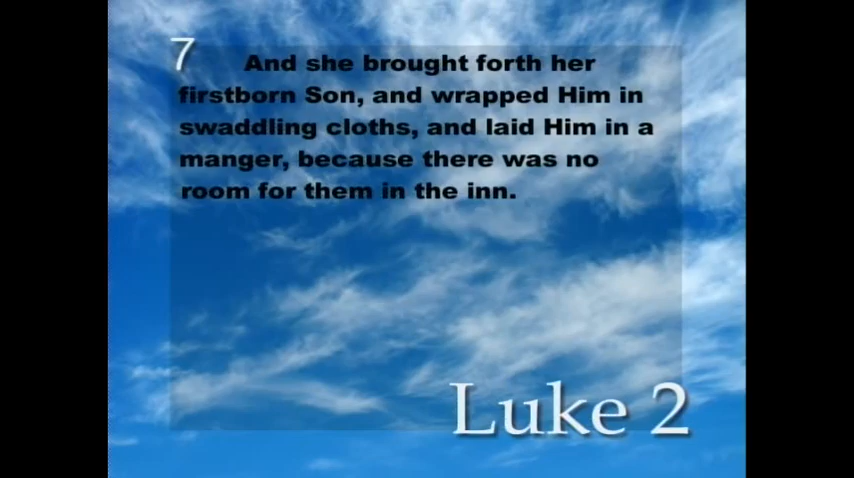 7 And she brought forth her
firstborn Son, and wrapped Him in
swaddling cloths, and laid Him in a
manger, because there was no
room for them in the inn.
Luke 2